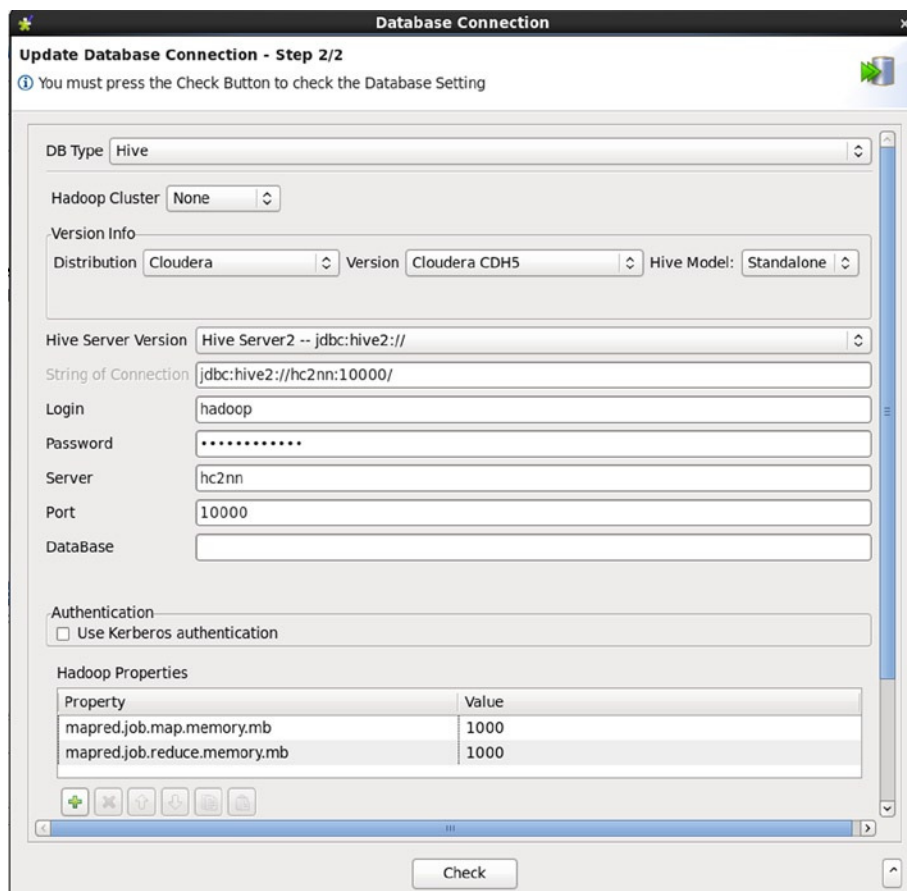 Database Connection
Update Database Connection - Step 2/2
You must press the Check Button to check the Database Setting
DB Type Hive
Hadoop Cluster None
Version Info
Distribution Cloudera Version Cloudera CDH5 Hive Model: Standalone
Hive Server Version Hive Server2 -- jdbc:hive2://
String of Connection jdbc:hive2://hc2nn:10000/
Login hadoop
Password ••••••••••••
Server hc2nn
Port 10000
DataBase
Authentication
Use Kerberos authentication
Hadoop Properties
Property Value
mapred.job.map.memory.mb 1000
mapred.job.reduce.memory.mb 1000
Check